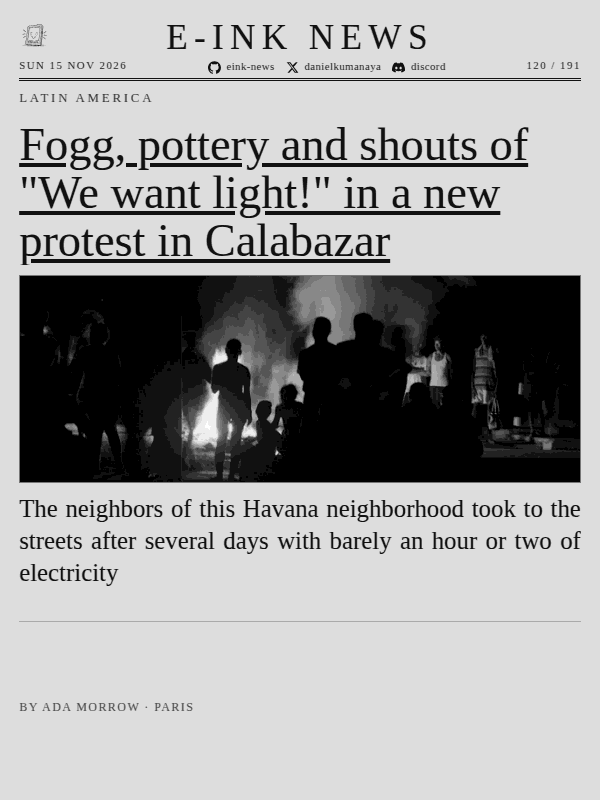 E-INK NEWS
SUN 15 NOV 2026
eink-news
danielkumanaya
discord
120 / 191
LATIN AMERICA
Fogg, pottery and shouts of
"We want light!" in a new
protest in Calabazar
The neighbors of this Havana neighborhood took to the
streets after several days with barely an hour or two of
electricity
BY ADA MORROW · PARIS